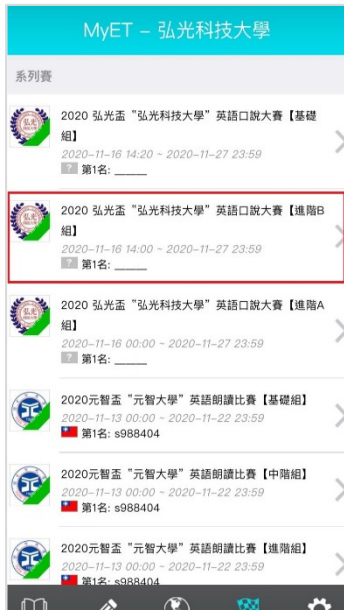 MyET – 弘光科技大學
系列賽
2020 弘光盃 “弘光科技大學” 英語口說大賽【基礎
組】
2020-11-16 14:20 ~ 2020-11-27 23:59
? 第1名: _____
2020 弘光盃 “弘光科技大學” 英語口說大賽【進階B
組】
2020-11-16 14:00 ~ 2020-11-27 23:59
? 第1名: _____
2020 弘光盃 “弘光科技大學” 英語口說大賽【進階A
組】
2020-11-16 00:00 ~ 2020-11-27 23:59
? 第1名: _____
2020元智盃 “元智大學” 英語朗讀比賽【基礎組】
2020-11-13 00:00 ~ 2020-11-22 23:59
第1名: s988404
2020元智盃 “元智大學” 英語朗讀比賽【中階組】
2020-11-13 00:00 ~ 2020-11-22 23:59
第1名: s988404
2020元智盃 “元智大學” 英語朗讀比賽【進階組】
2020-11-13 00:00 ~ 2020-11-22 23:59
第1名: s988404